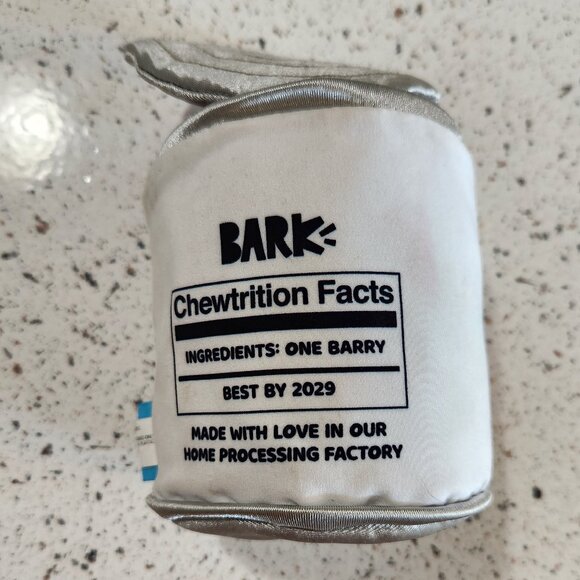 BARK
Chewtrition Facts
INGREDIENTS: ONE BARRY
BEST BY 2029
MADE WITH LOVE IN OUR
HOME PROCESSING FACTORY